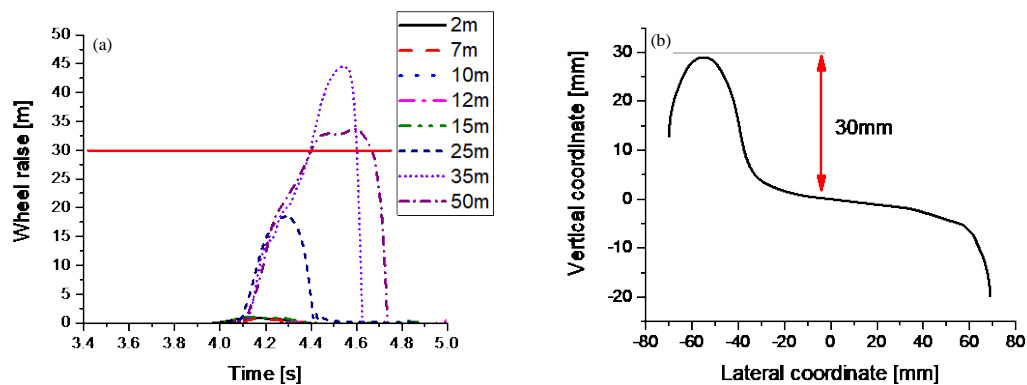 (a)
50
45
40
35
30
25
20
15
10
5
0
Wheel raise [m]
3.4 3.6 3.8 4.0 4.2 4.4 4.6 4.8 5.0
Time [s]
2m
7m
10m
12m
15m
25m
35m
50m
(b)
30
20
10
0
-10
-20
Vertical coordinate [mm]
30mm
-80 -60 -40 -20 0 20 40 60 80
Lateral coordinate [mm]